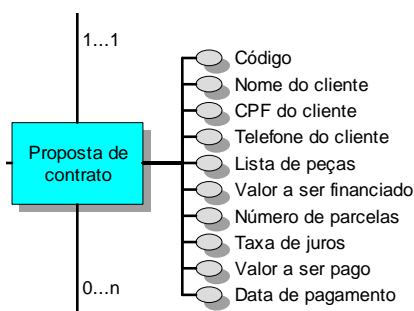 1...1
Código
Nome do cliente
CPF do cliente
Telefone do cliente
Proposta de
contrato
Lista de peças
Valor a ser financiado
Número de parcelas
Taxa de juros
Valor a ser pago
Data de pagamento
0...n